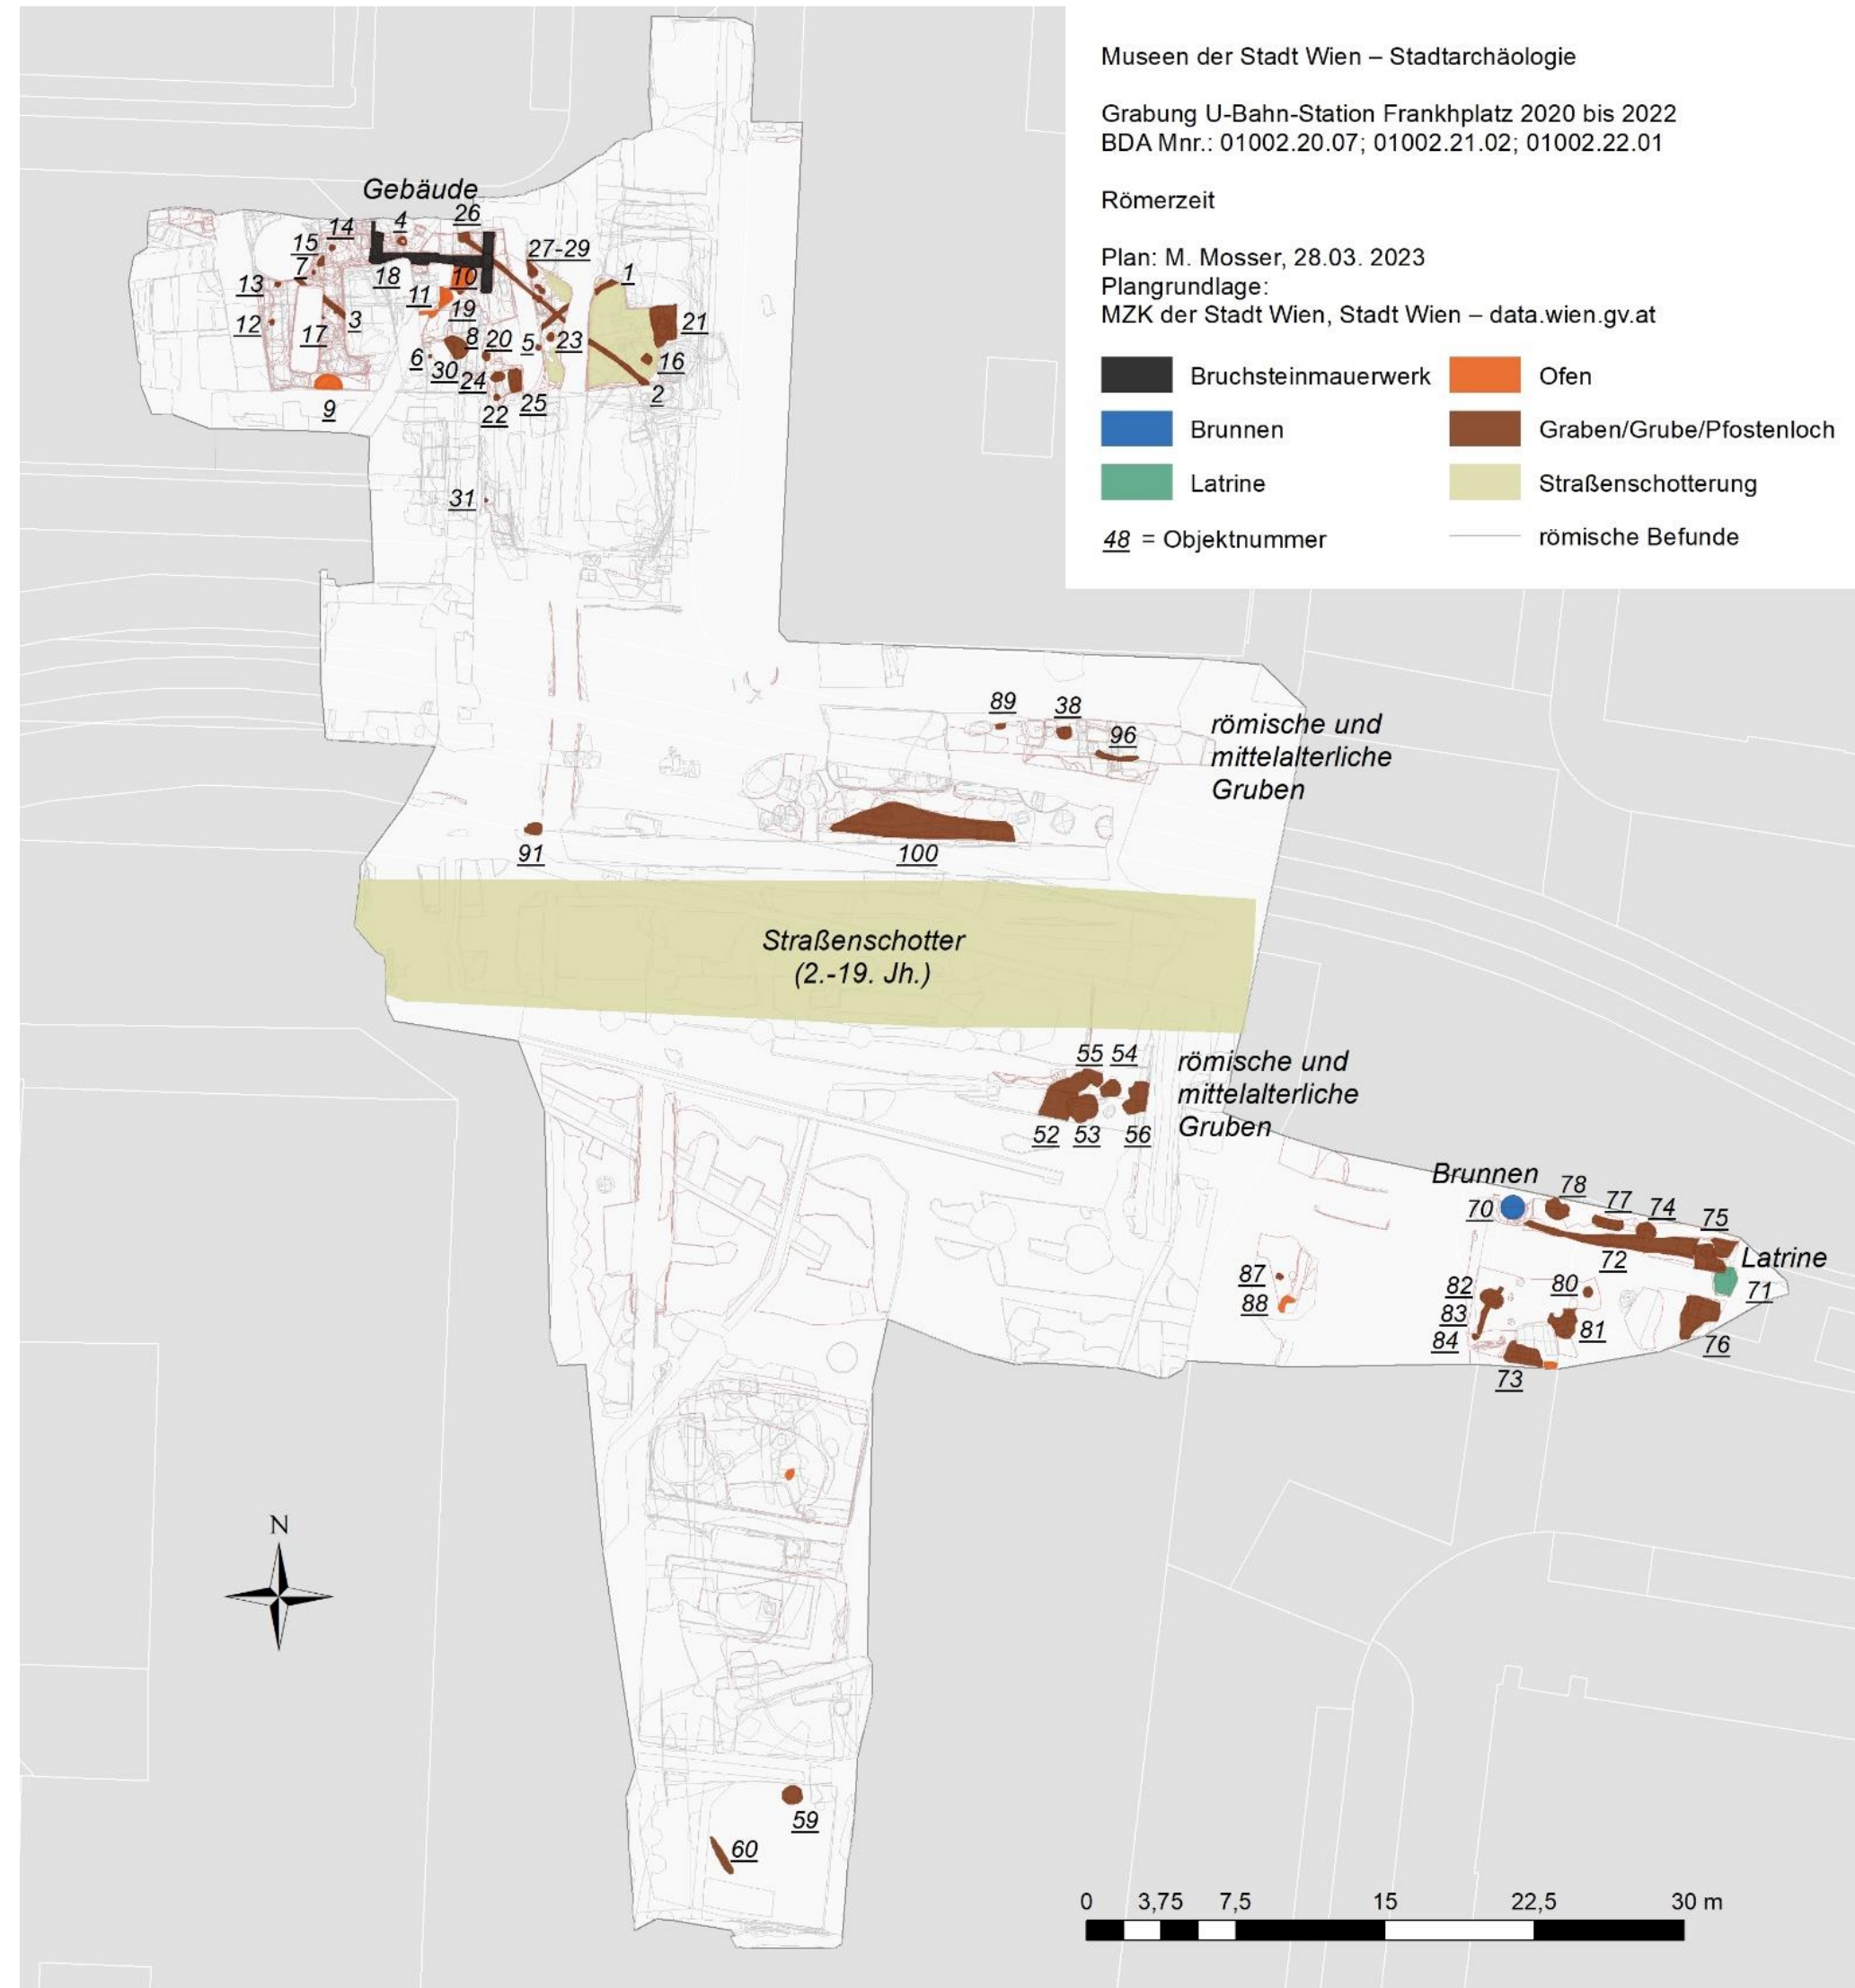 Museen der Stadt Wien – Stadtarchäologie
Grabung U-Bahn-Station Frankhplatz 2020 bis 2022
BDA Mnr.: 01002.20.07; 01002.21.02; 01002.22.01
Römerzeit
Plan: M. Mosser, 28.03. 2023
Plangrundlage:
MZK der Stadt Wien, Stadt Wien – data.wien.gv.at
Bruchsteinmauerwerk
Ofen
Brunnen
Graben/Grube/Pfostenloch
Latrine
Straßenschotterung
48 = Objektnummer
römische Befunde
Gebäude
4
26
14
15
7
27-29
1
13
18
10
11
19
12
17
3
8
20
5
23
21
6
30
24
16
9
22
25
2
31
89
38
96
römische und
mittelalterliche
Gruben
91
100
Straßenschotter
(2.-19. Jh.)
55
54
52
53
56
römische und
mittelalterliche
Gruben
Brunnen
70
78
77
74
75
72
Latrine
71
87
88
82
83
84
80
81
76
73
N
59
60
0
3,75
7,5
15
22,5
30 m